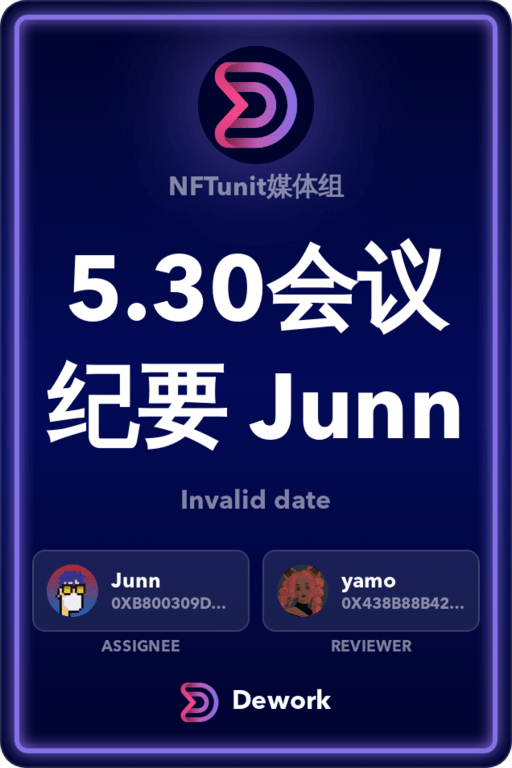 NFTunit媒体组
5.30会议
纪要 Junn
Invalid date
Junn
0XB800309D...
yamo
0X438B88B42...
ASSIGNEE
REVIEWER
Dework